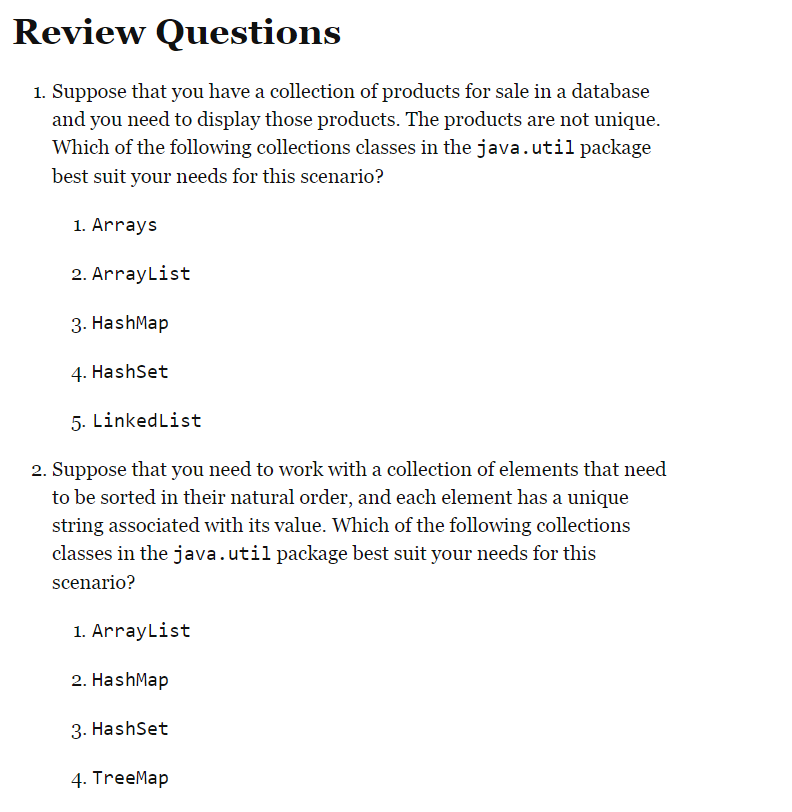 Review Questions
1. Suppose that you have a collection of products for sale in a database
and you need to display those products. The products are not unique.
Which of the following collections classes in the java.util package
best suit your needs for this scenario?
1. Arrays
2. ArrayList
3. HashMap
4. HashSet
5. LinkedList
2. Suppose that you need to work with a collection of elements that need
to be sorted in their natural order, and each element has a unique
string associated with its value. Which of the following collections
classes in the java.util package best suit your needs for this
scenario?
1. ArrayList
2. HashMap
3. HashSet
4. TreeMap